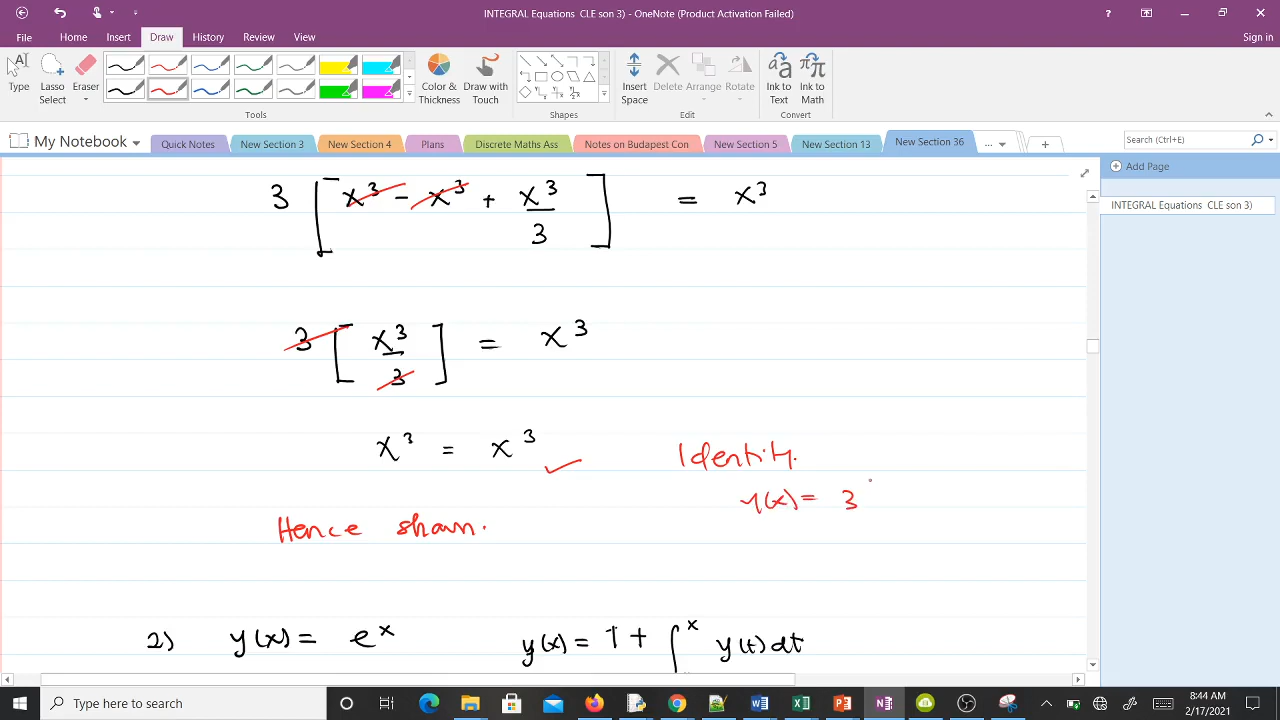 INTEGRAL Equations CLE son 3) - OneNote (Product Activation Failed)
File Home Insert Draw History Review View Sign in
Type Lasso Select Eraser Color & Thickness Draw with Touch Insert Space Delete Arrange Rotate Ink to Text Ink to Math
Tools Shapes Edit Convert
My Notebook Quick Notes New Section 3 New Section 4 Plans Discrete Maths Ass Notes on Budapest Con New Section 5 New Section 13 New Section 36 ... + Search (Ctrl+E)
Add Page
INTEGRAL Equations CLE son 3)
3 [ x³ - x³ + x³/3 ] = x³
3 [ x³/3 ] = x³
x³ = x³ ✓
Identity.
y(x) = 3
Hence shown.
2) y(x) = eˣ y(x) = 1 + ∫ˣ y(t)dt
Type here to search
8:44 AM
2/17/2021